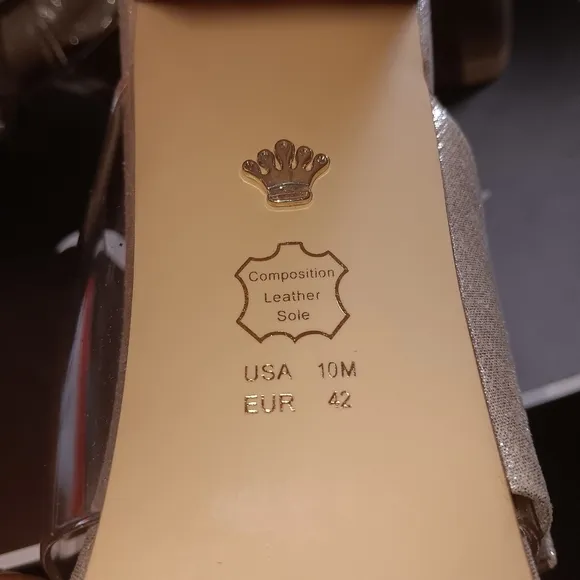 Composition
Leather
Sole
USA 10M
EUR 42